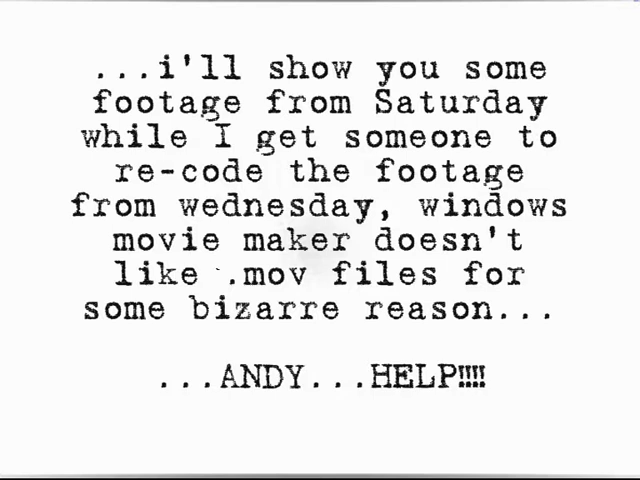 ...i'll show you some
footage from Saturday
while I get someone to
re-code the footage
from wednesday, windows
movie maker doesn't
like .mov files for
some bizarre reason...
...ANDY...HELP!!!!